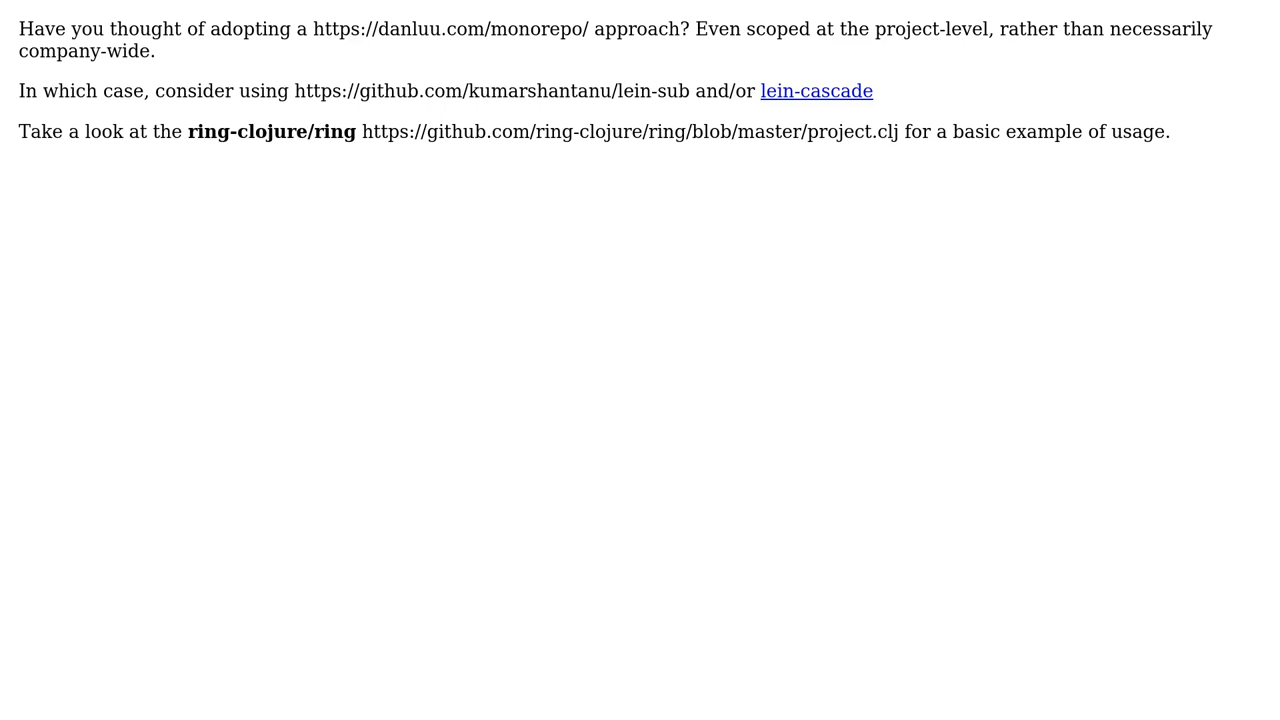 Have you thought of adopting a https://danluu.com/monorepo/ approach? Even scoped at the project-level, rather than necessarily
company-wide.
In which case, consider using https://github.com/kumarshantanu/lein-sub and/or lein-cascade
Take a look at the ring-clojure/ring https://github.com/ring-clojure/ring/blob/master/project.clj for a basic example of usage.